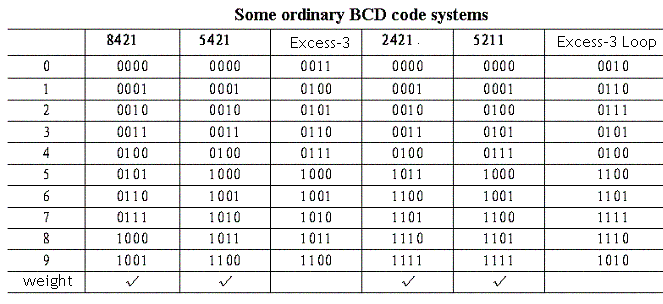 Some ordinary BCD code systems
8421 5421 Excess-3 2421 . 5211 Excess-3 Loop
0 0000 0000 0011 0000 0000 0010
1 0001 0001 0100 0001 0001 0110
2 0010 0010 0101 0010 0100 0111
3 0011 0011 0110 0011 0101 0101
4 0100 0100 0111 0100 0111 0100
5 0101 1000 1000 1011 1000 1100
6 0110 1001 1001 1100 1001 1101
7 0111 1010 1010 1101 1100 1111
8 1000 1011 1011 1110 1101 1110
9 1001 1100 1100 1111 1111 1010
weight ✓ ✓ ✓ ✓